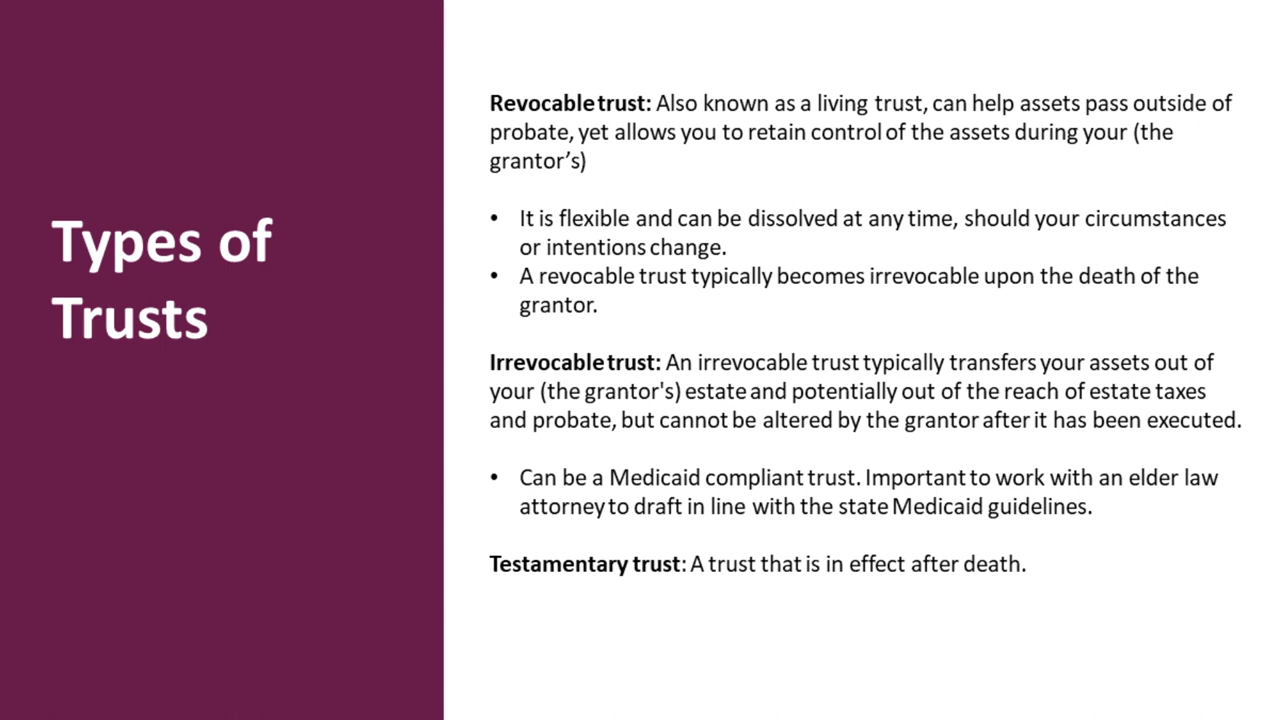 Types of
Trusts
Revocable trust: Also known as a living trust, can help assets pass outside of
probate, yet allows you to retain control of the assets during your (the
grantor’s)
• It is flexible and can be dissolved at any time, should your circumstances
or intentions change.
• A revocable trust typically becomes irrevocable upon the death of the
grantor.
Irrevocable trust: An irrevocable trust typically transfers your assets out of
your (the grantor's) estate and potentially out of the reach of estate taxes
and probate, but cannot be altered by the grantor after it has been executed.
• Can be a Medicaid compliant trust. Important to work with an elder law
attorney to draft in line with the state Medicaid guidelines.
Testamentary trust: A trust that is in effect after death.